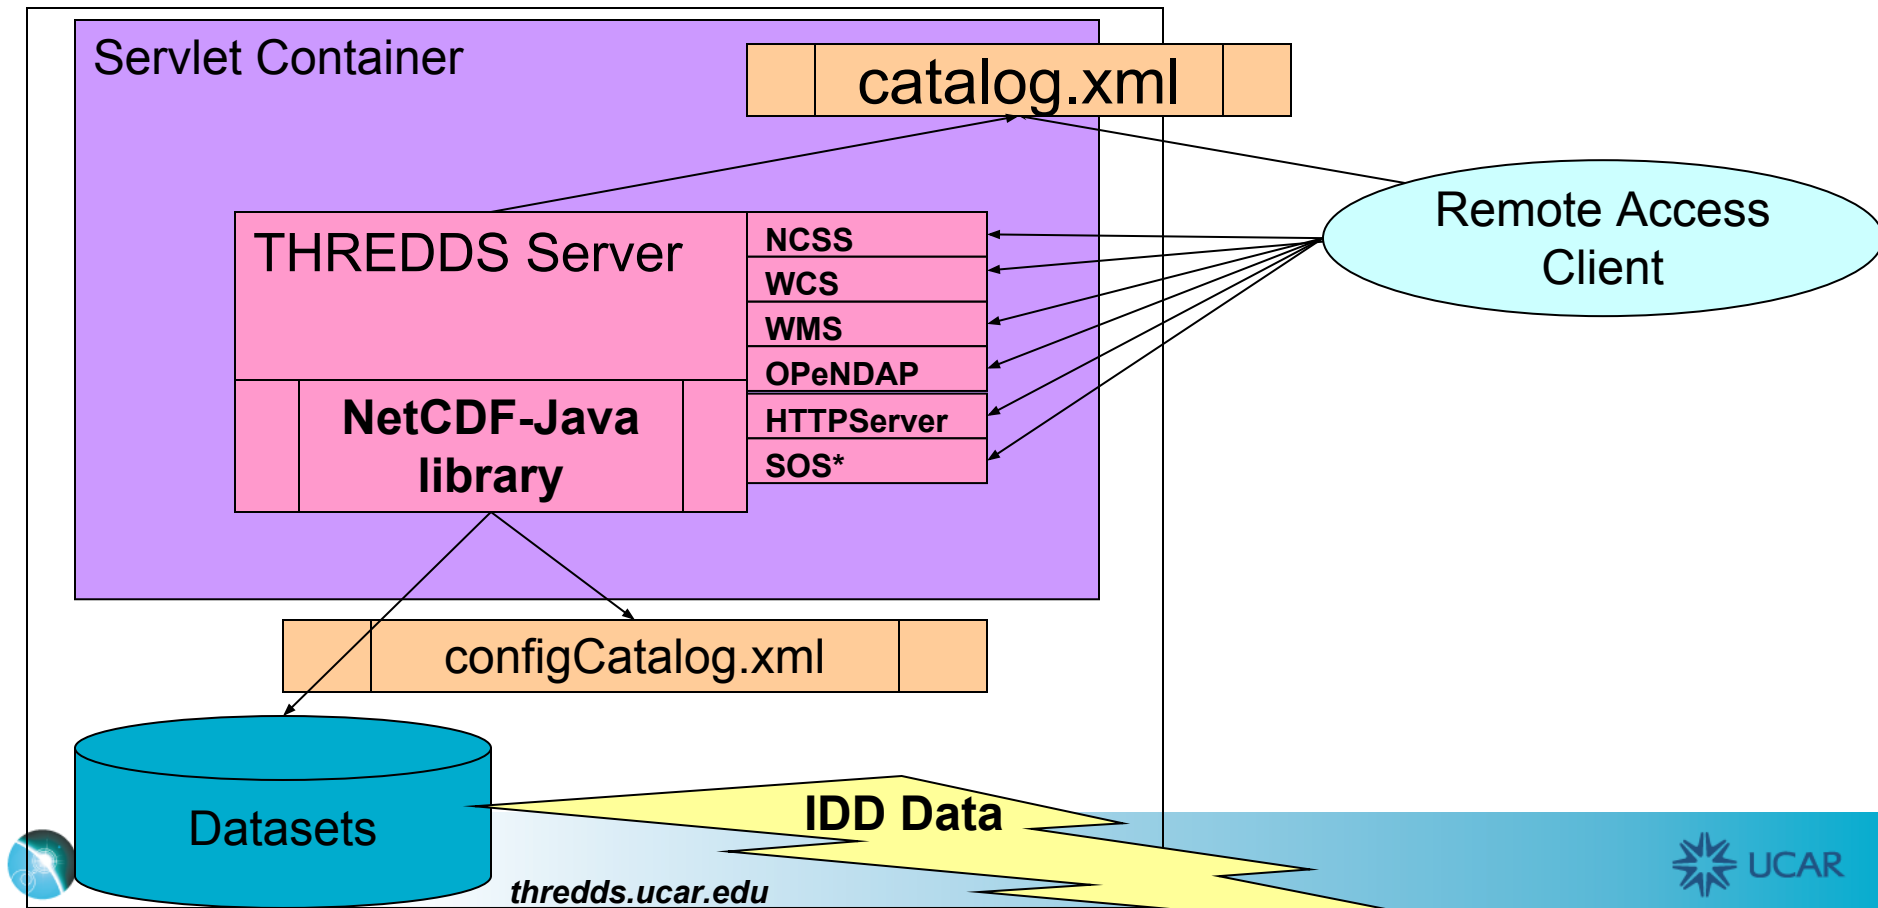 Servlet Container
catalog.xml
Remote Access
Client
THREDDS Server
NCSS
WCS
WMS
OPeNDAP
HTTPServer
SOS*
NetCDF-Java
library
configCatalog.xml
Datasets
IDD Data
thredds.ucar.edu
UCAR